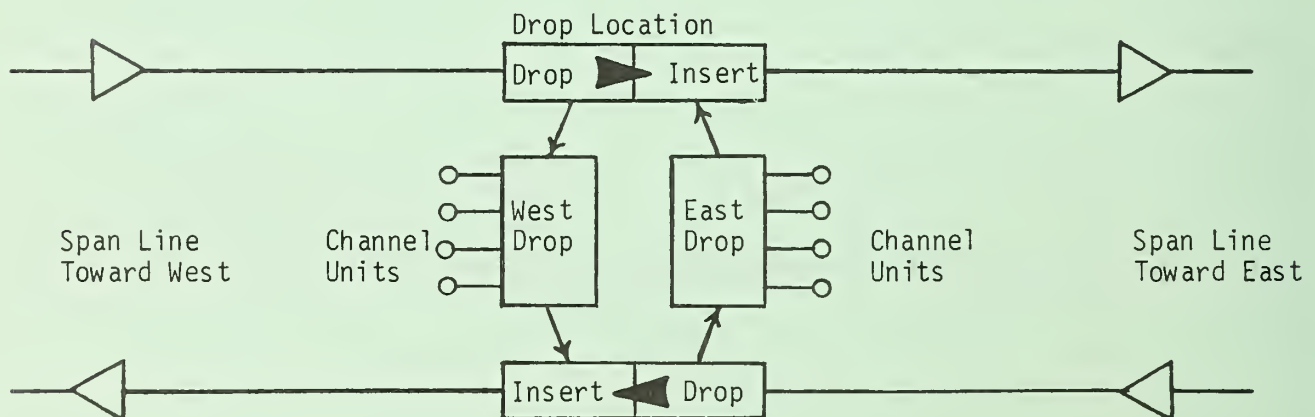 Drop Location
Drop Insert
West
Drop
East
Drop
Span Line
Toward West
Channel
Units
Channel
Units
Span Line
Toward East
Insert Drop